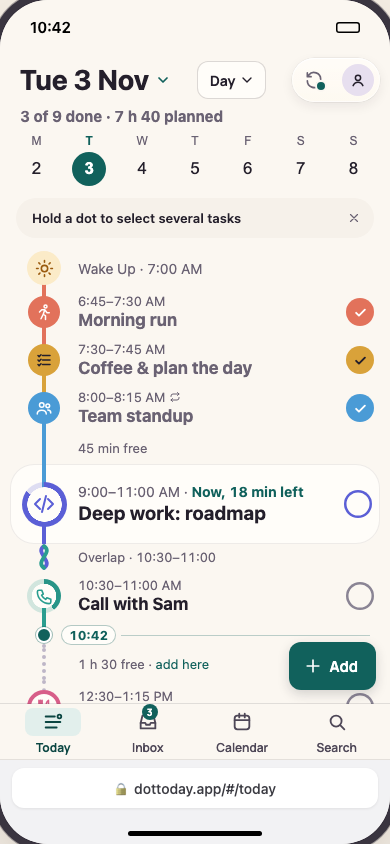 10:42
Tue 3 Nov
Day
3 of 9 done · 7 h 40 planned
M T W T F S S
2 3 4 5 6 7 8
Hold a dot to select several tasks
Wake Up · 7:00 AM
6:45–7:30 AM
Morning run
7:30–7:45 AM
Coffee & plan the day
8:00–8:15 AM
Team standup
45 min free
9:00–11:00 AM · Now, 18 min left
Deep work: roadmap
Overlap · 10:30–11:00
10:30–11:00 AM
Call with Sam
10:42
1 h 30 free · add here
+ Add
12:30–1:15 PM
3
Today
Inbox
Calendar
Search
dottoday.app/#/today